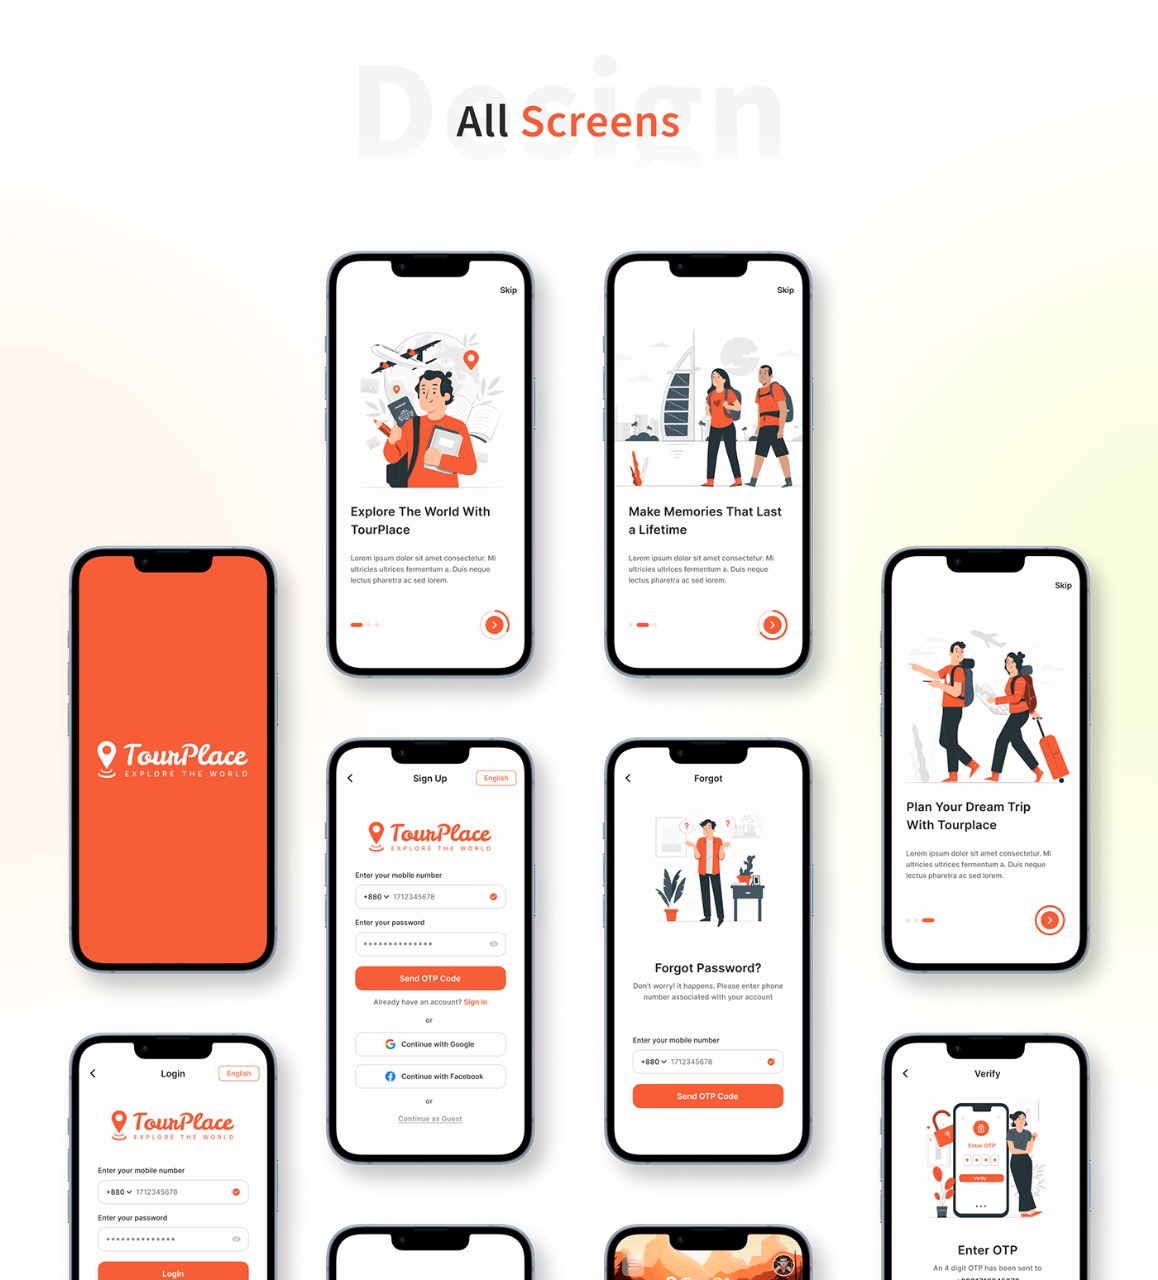 Design
All Screens
Skip
Explore The World With
TourPlace
Lorem ipsum dolor sit amet consectetur. Mi
ultricies ultrices fermentum a. Duis neque
lectus pharetra ac sed lorem.
Skip
Make Memories That Last
a Lifetime
Lorem ipsum dolor sit amet consectetur. Mi
ultricies ultrices fermentum a. Duis neque
lectus pharetra ac sed lorem.
TourPlace
EXPLORE THE WORLD
Skip
Plan Your Dream Trip
With Tourplace
Lorem ipsum dolor sit amet consectetur. Mi
ultricies ultrices fermentum a. Duis neque
lectus pharetra ac sed lorem.
Sign Up
English
TourPlace
EXPLORE THE WORLD
Enter your mobile number
+880 1712345678
Enter your password
Send OTP Code
Already have an account? Sign in
or
Continue with Google
Continue with Facebook
or
Continue as Guest
Forgot
? ?
Forgot Password?
Don't worry! it happens. Please enter phone
number associated with your account
Enter your mobile number
+880 1712345678
Send OTP Code
Login
English
TourPlace
EXPLORE THE WORLD
Enter your mobile number
+880 1712345678
Enter your password
Login
Verify
Enter OTP
Verify
Enter OTP
An 4 digit OTP has been sent to